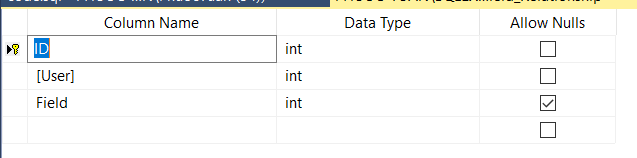 Column Name Data Type Allow Nulls
ID int
[User] int
Field int